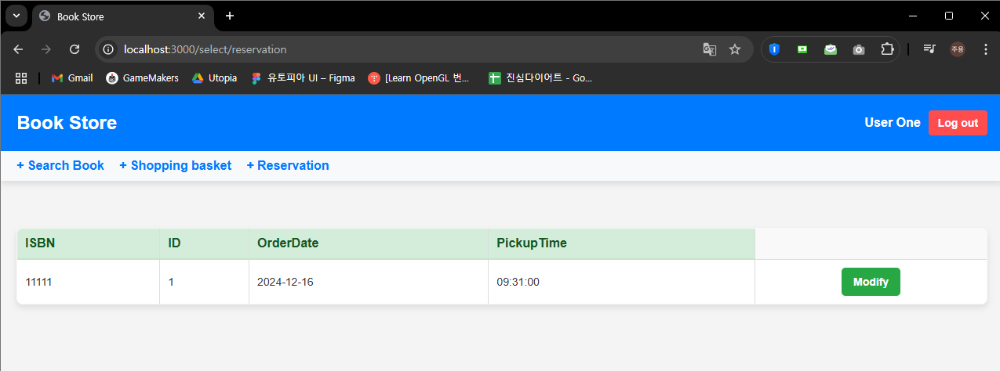 Book Store
localhost:3000/select/reservation
주용
Gmail GameMakers Utopia 유토피아 UI – Figma [Learn OpenGL 번... 진심다이어트 - Go...
Book Store User One Log out
+ Search Book + Shopping basket + Reservation
ISBN ID OrderDate PickupTime
11111 1 2024-12-16 09:31:00 Modify